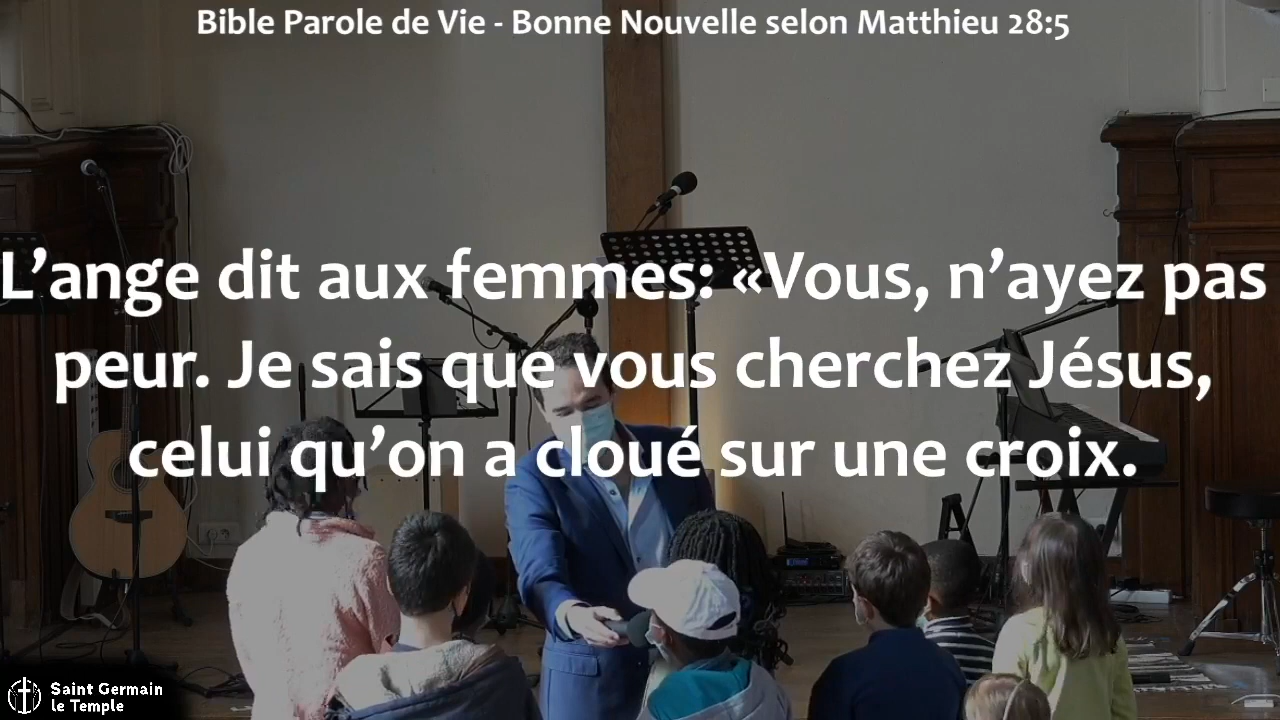 Bible Parole de Vie - Bonne Nouvelle selon Matthieu 28:5
L’ange dit aux femmes: «Vous, n’ayez pas
peur. Je sais que vous cherchez Jésus,
celui qu’on a cloué sur une croix.
Saint Germain
le Temple